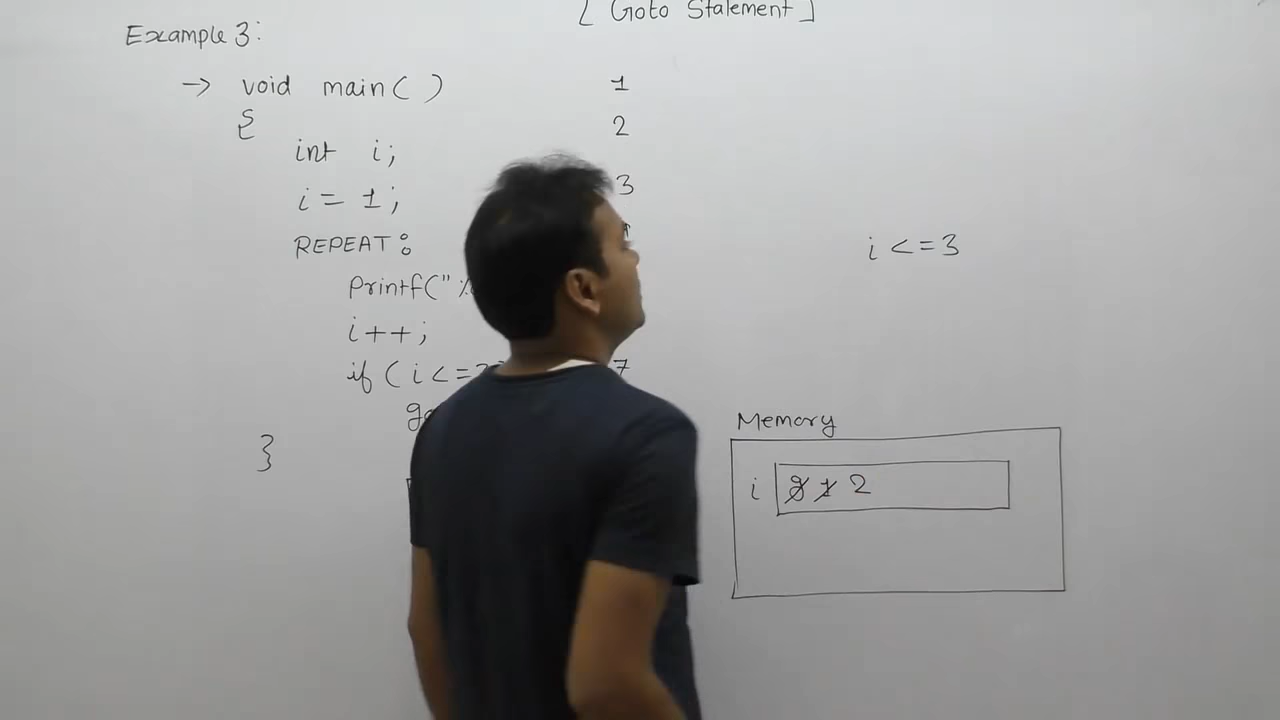 [ Goto Statement ]
Example 3:
-> void main( ) 1
{ 2
int i;
i = 1; 3
REPEAT :
i <=3
printf("
i++;
if ( i <= 7
}
Memory
i 2